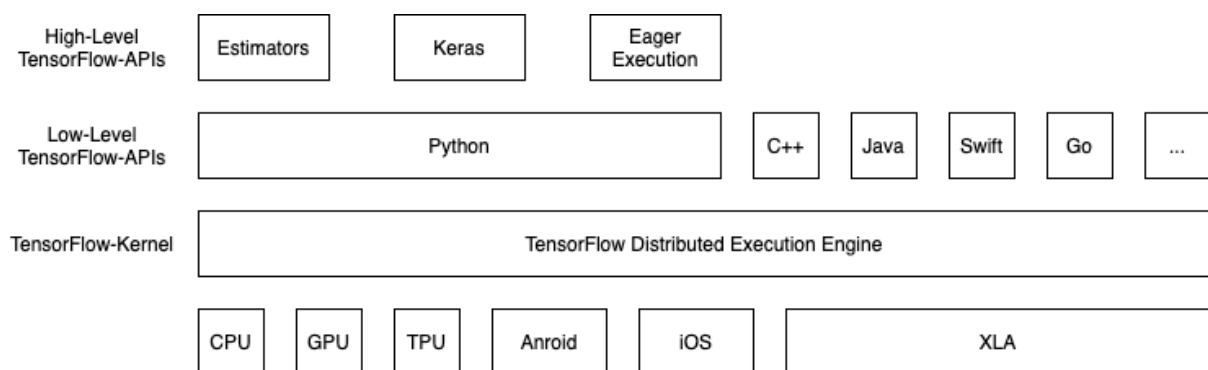 High-Level
TensorFlow-APIs
Estimators
Keras
Eager
Execution
Low-Level
TensorFlow-APIs
Python
C++
Java
Swift
Go
...
TensorFlow-Kernel
TensorFlow Distributed Execution Engine
CPU
GPU
TPU
Anroid
iOS
XLA